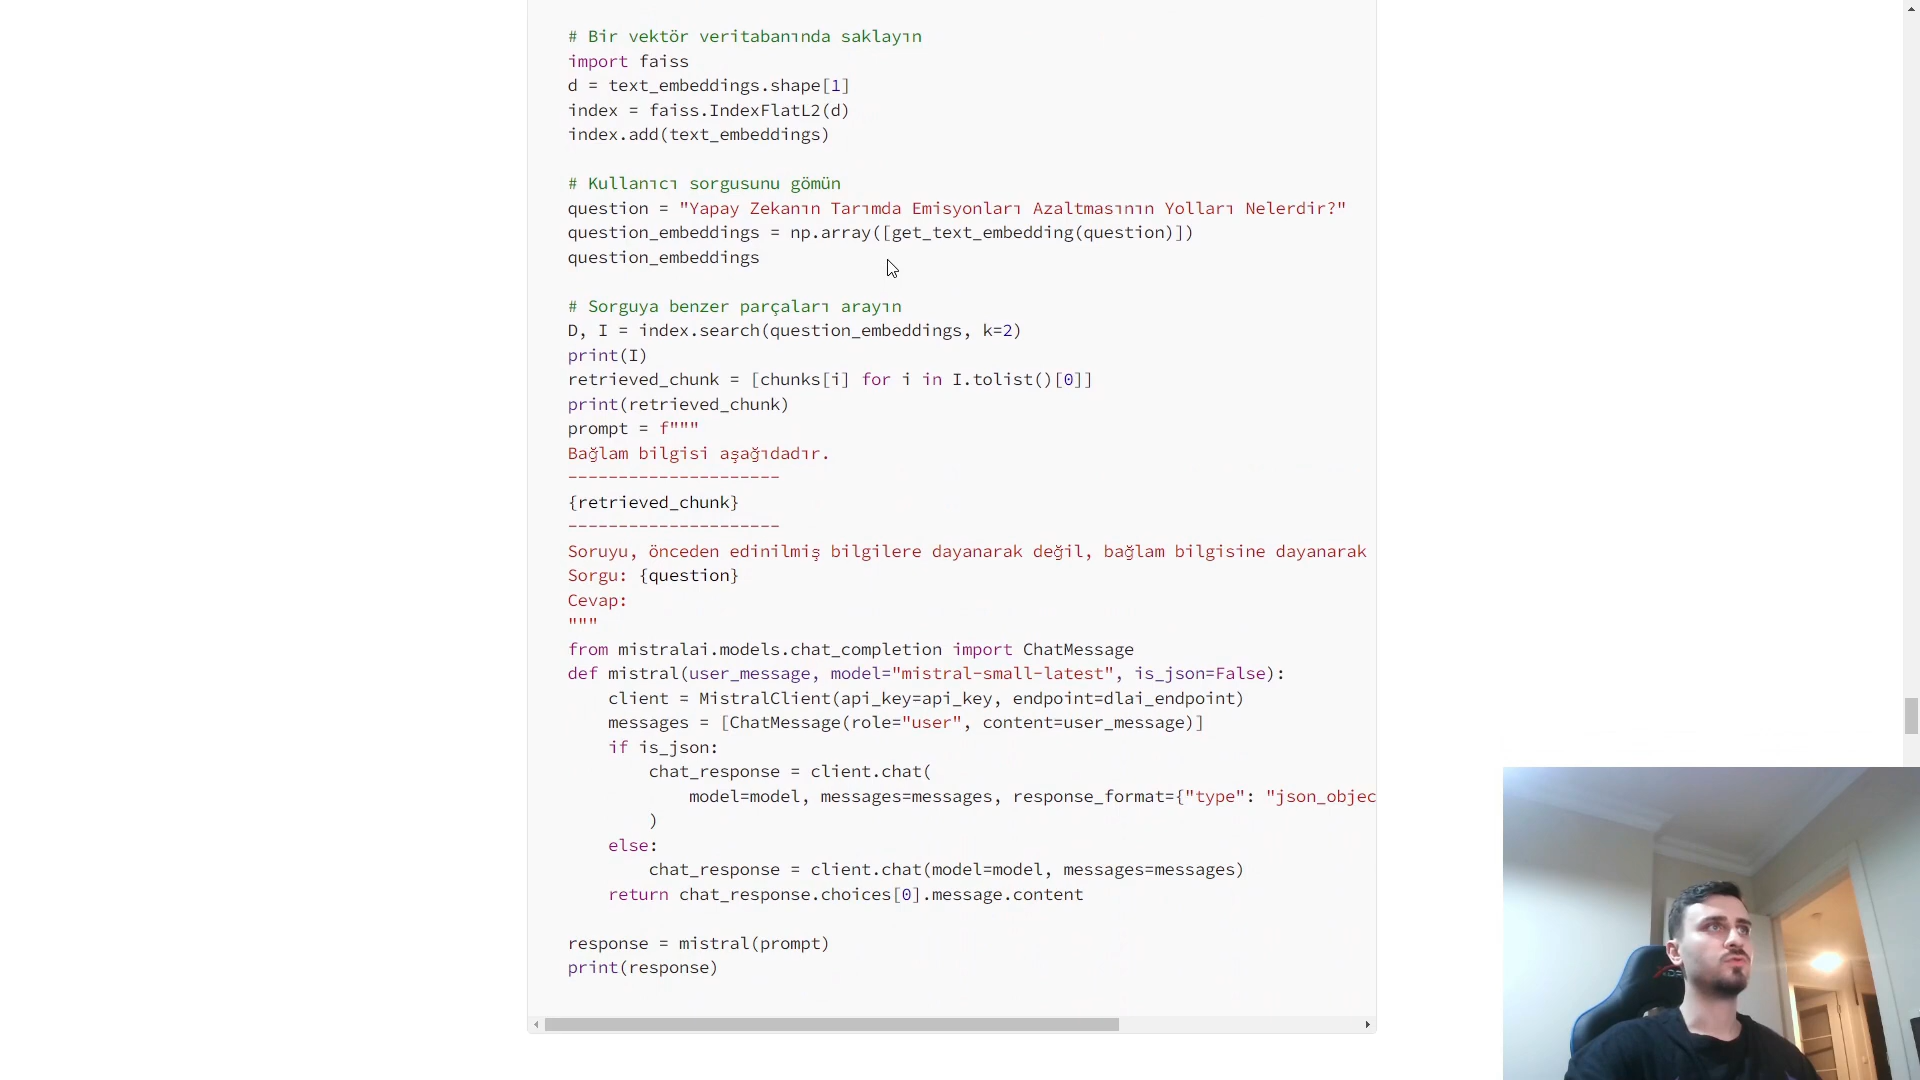 # Bir vektör veritabanında saklayın
import faiss
d = text_embeddings.shape[1]
index = faiss.IndexFlatL2(d)
index.add(text_embeddings)
# Kullanıcı sorgusunu gömün
question = "Yapay Zekanın Tarımda Emisyonları Azaltmasının Yolları Nelerdir?"
question_embeddings = np.array([get_text_embedding(question)])
question_embeddings
# Sorguya benzer parçaları arayın
D, I = index.search(question_embeddings, k=2)
print(I)
retrieved_chunk = [chunks[i] for i in I.tolist()[0]]
print(retrieved_chunk)
prompt = f"""
Bağlam bilgisi aşağıdadır.
---------------------
{retrieved_chunk}
---------------------
Soruyu, önceden edinilmiş bilgilere dayanarak değil, bağlam bilgisine dayanarak
Sorgu: {question}
Cevap:
"""
from mistralai.models.chat_completion import ChatMessage
def mistral(user_message, model="mistral-small-latest", is_json=False):
    client = MistralClient(api_key=api_key, endpoint=dlai_endpoint)
    messages = [ChatMessage(role="user", content=user_message)]
    if is_json:
        chat_response = client.chat(
            model=model, messages=messages, response_format={"type": "json_objec
        )
    else:
        chat_response = client.chat(model=model, messages=messages)
    return chat_response.choices[0].message.content
response = mistral(prompt)
print(response)